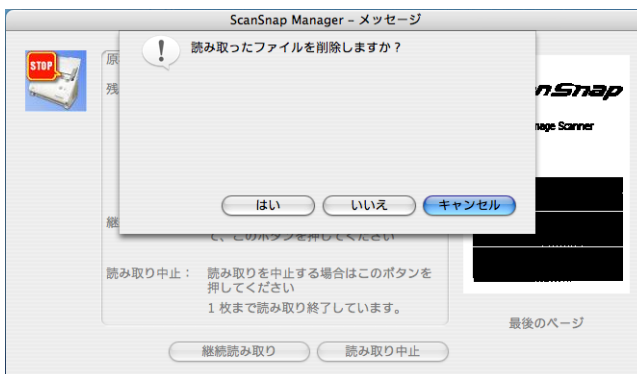 ScanSnap Manager – メッセージ
読み取ったファイルを削除しますか？
STOP
原
残
nSnap
mage Scanner
はい
いいえ
キャンセル
継
て、このボタンを押してください
読み取り中止：
読み取りを中止する場合はこのボタンを
押してください
1 枚まで読み取り終了しています。
最後のページ
継続読み取り
読み取り中止